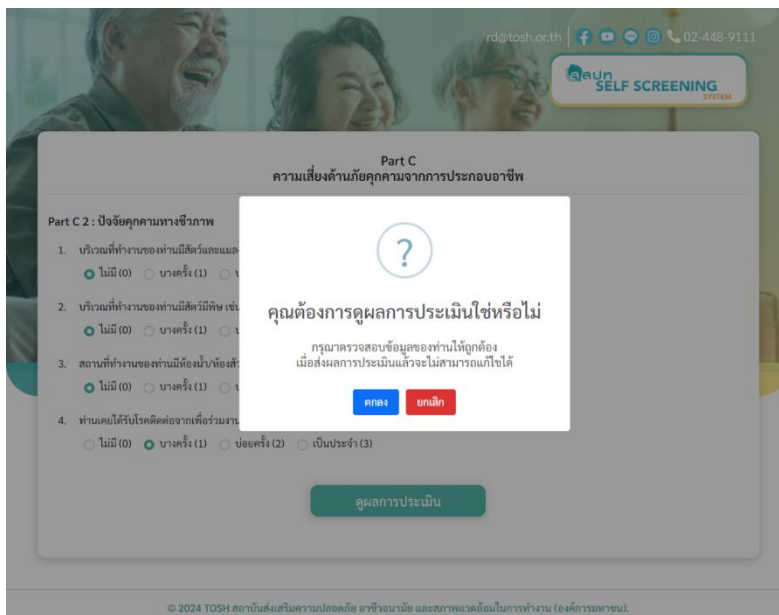 rd@tosh.or.th | 02-448-9111
สสปท
SELF SCREENING
SYSTEM
Part C
ความเสี่ยงด้านภัยคุกคามจากการประกอบอาชีพ
Part C 2 : ปัจจัยคุกคามทางชีวภาพ
1. บริเวณที่ทำงานของท่านมีสัตว์และแมล
ไม่มี (0) บางครั้ง (1)
2. บริเวณที่ทำงานของท่านมีสัตว์มีพิษ เช่น
ไม่มี (0) บางครั้ง (1)
3. สถานที่ทำงานของท่านมีห้องน้ำ/ห้องส้ว
ไม่มี (0) บางครั้ง (1)
4. ท่านเคยได้รับโรคติดต่อจากเพื่อร่วมงาน
ไม่มี (0) บางครั้ง (1) บ่อยครั้ง (2) เป็นประจำ (3)
?
คุณต้องการดูผลการประเมินใช่หรือไม่
กรุณาตรวจสอบข้อมูลของท่านให้ถูกต้อง
เมื่อส่งผลการประเมินแล้วจะไม่สามารถแก้ไขได้
ตกลง ยกเลิก
ดูผลการประเมิน
© 2024 TOSH สถาบันส่งเสริมความปลอดภัย อาชีวอนามัย และสภาพแวดล้อมในการทำงาน (องค์การมหาชน).